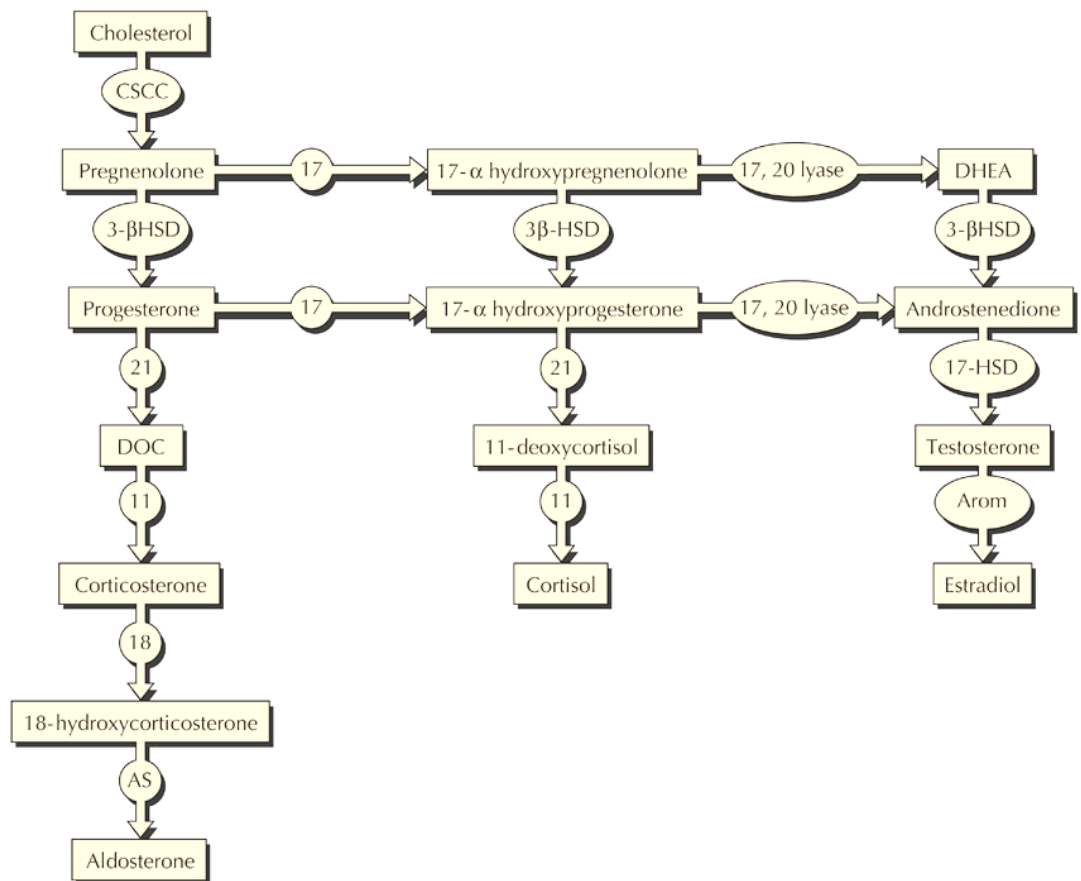 Cholesterol
CSCC
Pregnenolone
17
17-α hydroxypregnenolone
17, 20 lyase
DHEA
3-βHSD
3β-HSD
3-βHSD
Progesterone
17
17-α hydroxyprogesterone
17, 20 lyase
Androstenedione
21
21
17-HSD
DOC
11-deoxycortisol
Testosterone
11
11
Arom
Corticosterone
Cortisol
Estradiol
18
18-hydroxycorticosterone
AS
Aldosterone